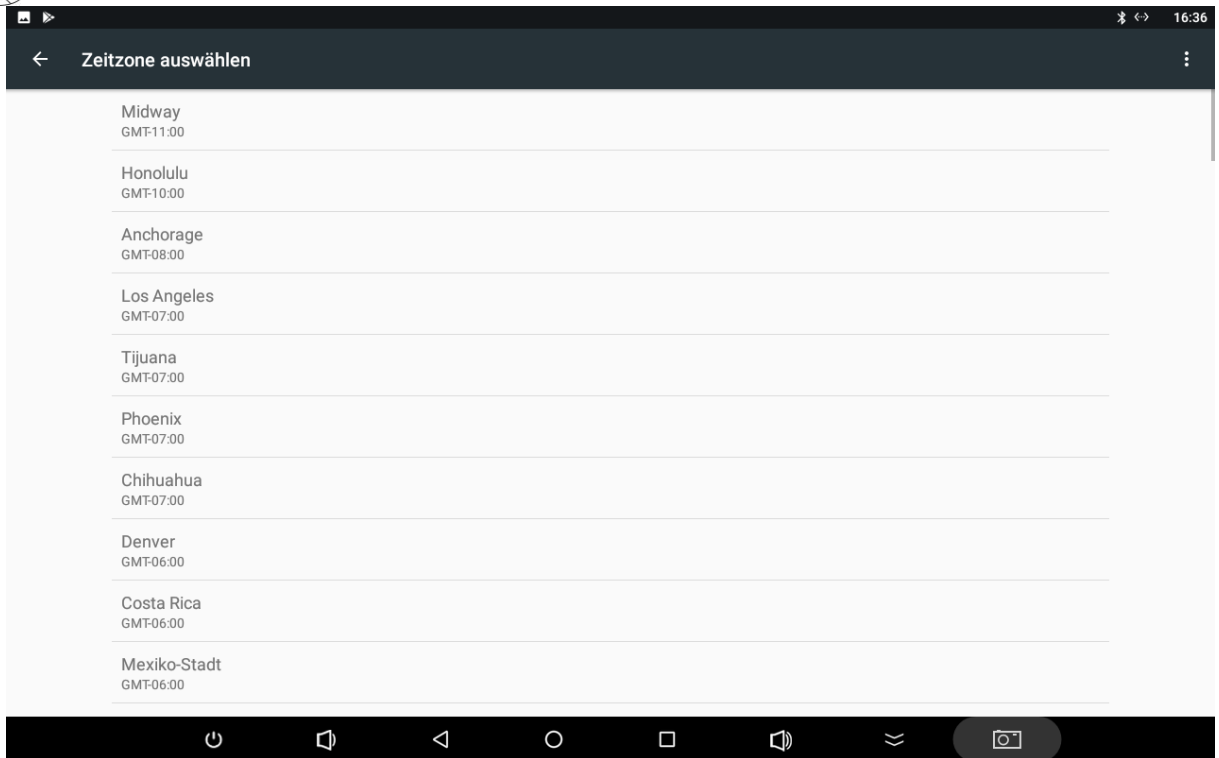 16:36
Zeitzone auswählen
Midway
GMT-11:00
Honolulu
GMT-10:00
Anchorage
GMT-08:00
Los Angeles
GMT-07:00
Tijuana
GMT-07:00
Phoenix
GMT-07:00
Chihuahua
GMT-07:00
Denver
GMT-06:00
Costa Rica
GMT-06:00
Mexiko-Stadt
GMT-06:00